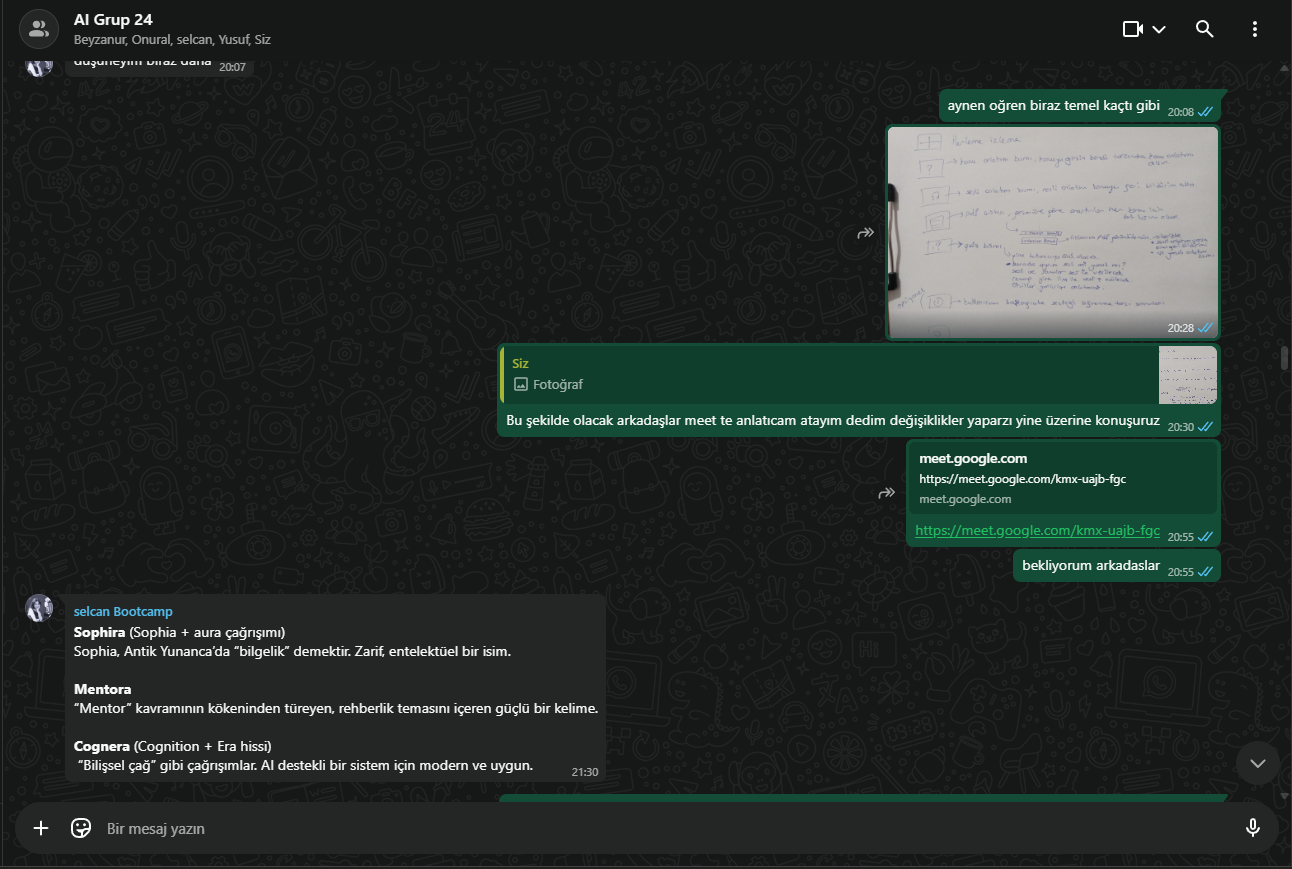 AI Grup 24
Beyzanur, Onural, selcan, Yusuf, Siz
düşüneyim biraz daha 20:07
aynen oğren biraz temel kaçtı gibi 20:08
20:28
Siz
Fotoğraf
Bu şekilde olacak arkadaşlar meet te anlatıcam atayım dedim değişiklikler yaparzı yine üzerine konuşuruz 20:30
meet.google.com
https://meet.google.com/kmx-uajb-fgc
meet.google.com
https://meet.google.com/kmx-uajb-fgc 20:55
bekliyorum arkadaslar 20:55
selcan Bootcamp
Sophira (Sophia + aura çağrışımı)
Sophia, Antik Yunanca’da “bilgelik” demektir. Zarif, entelektüel bir isim.
Mentora
“Mentor” kavramının kökeninden türeyen, rehberlik temasını içeren güçlü bir kelime.
Cognera (Cognition + Era hissi)
“Bilişsel çağ” gibi çağrışımlar. AI destekli bir sistem için modern ve uygun. 21:30
Bir mesaj yazın